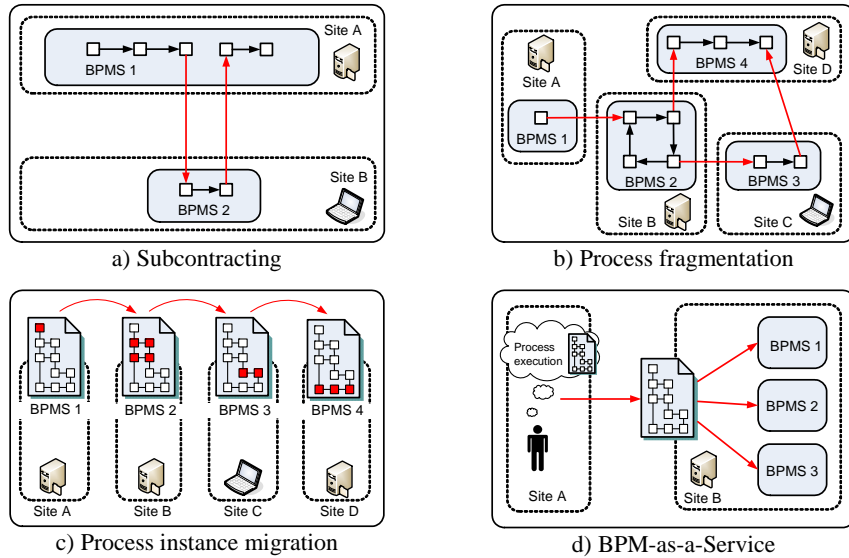 Site A
BPMS 1
Site B
BPMS 2
a) Subcontracting
Site A
BPMS 1
BPMS 4
Site D
BPMS 2
BPMS 3
Site B
Site C
b) Process fragmentation
BPMS 1
BPMS 2
BPMS 3
BPMS 4
Site A
Site B
Site C
Site D
c) Process instance migration
Process
execution
Site A
BPMS 1
BPMS 2
BPMS 3
Site B
d) BPM-as-a-Service